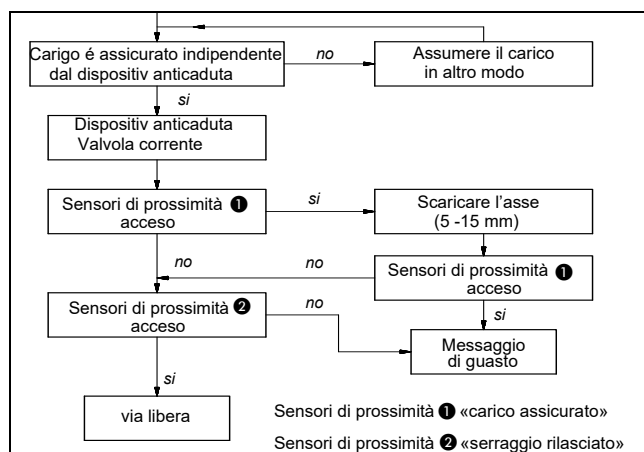 Carigo é assicurato indipendente
dal dispositiv anticaduta
no
Assumere il carico
in altro modo
si
Dispositiv anticaduta
Valvola corrente
Sensori di prossimità ❶
acceso
si
Scaricare l'asse
(5 -15 mm)
no
no
Sensori di prossimità ❶
acceso
Sensori di prossimità ❷
acceso
no
si
Messaggio
di guasto
si
via libera
Sensori di prossimità ❶ «carico assicurato»
Sensori di prossimità ❷ «serraggio rilasciato»